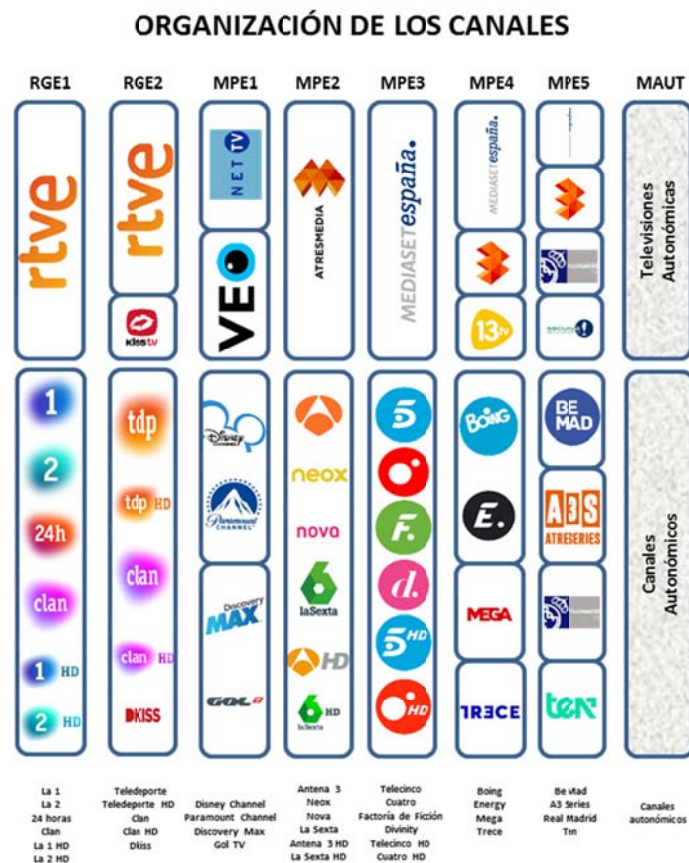 ORGANIZACIÓN DE LOS CANALES
RGE1
RGE2
MPE1
MPE2
MPE3
MPE4
MPE5
MAUT
rtve
rtve
kiss tv
NET TV
VEO
ATRESMEDIA
MEDIASETespaña.
MEDIASETespaña.
13tv
Televisiones
Autonómicas
1
2
24h
clan
1 HD
2 HD
tdp
tdp HD
clan
clan HD
DKISS
Disney
CHANNEL
Paramount
CHANNEL
Discovery
MAX
GOL
neox
nova
6
laSexta
HD
6 HD
laSexta
5
F.
d.
5 HD
HD
BOING
E.
MEGA
TRECE
BE
MAD
A3S
ATRESERIES
ten
Canales
Autonómicos
La 1
La 2
24 horas
Clan
La 1 HD
La 2 HD
Teledeporte
Teledeporte HD
Clan
Clan HD
Dkiss
Disney Channel
Paramount Channel
Discovery Max
Gol TV
Antena 3
Neox
Nova
La Sexta
Antena 3 HD
La Sexta HD
Telecinco
Cuatro
Factoría de Ficción
Divinity
Telecinco HD
Cuatro HD
Boing
Energy
Mega
Trece
Be Mad
A3 Series
Real Madrid
Ten
Canales
autonómicos